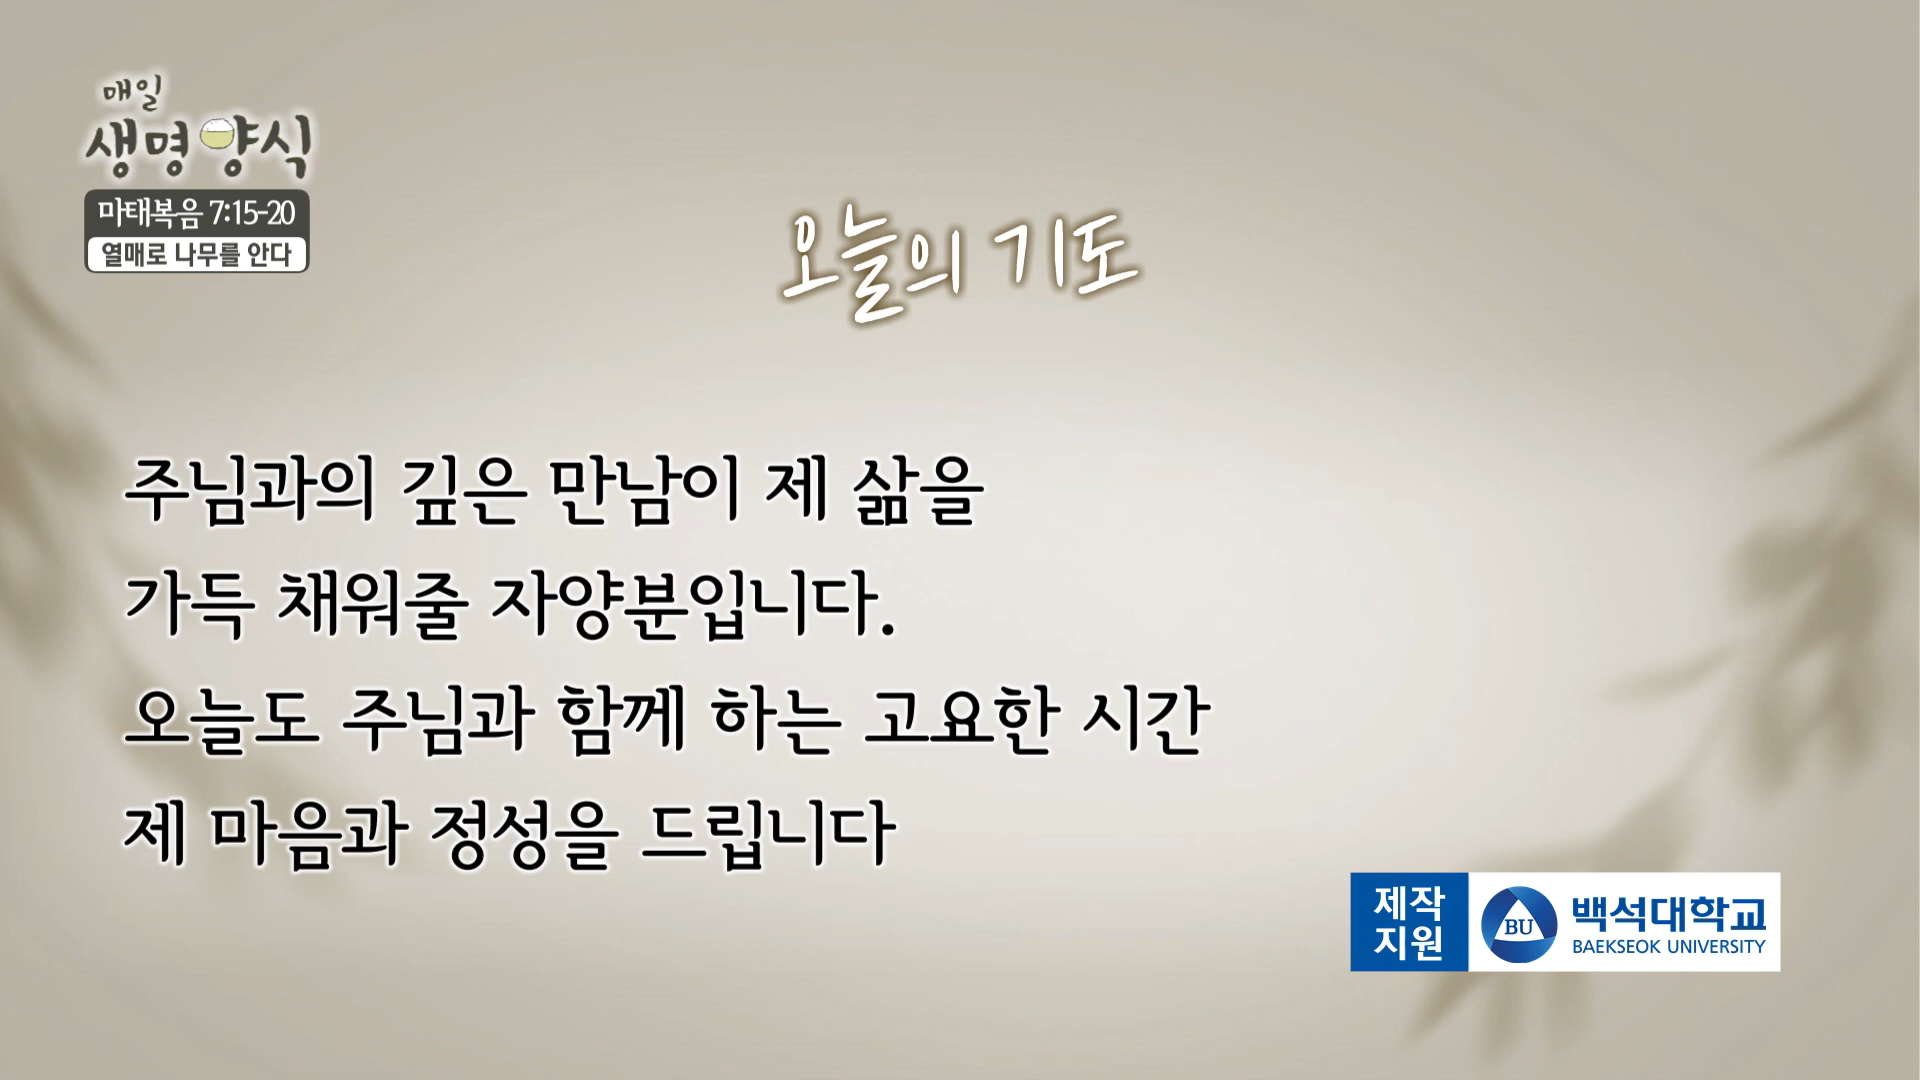 매일
생명양식
마태복음 7:15-20
열매로 나무를 안다
오늘의 기도
주님과의 깊은 만남이 제 삶을
가득 채워줄 자양분입니다.
오늘도 주님과 함께 하는 고요한 시간
제 마음과 정성을 드립니다
제작
지원
BU
백석대학교
BAEKSEOK UNIVERSITY